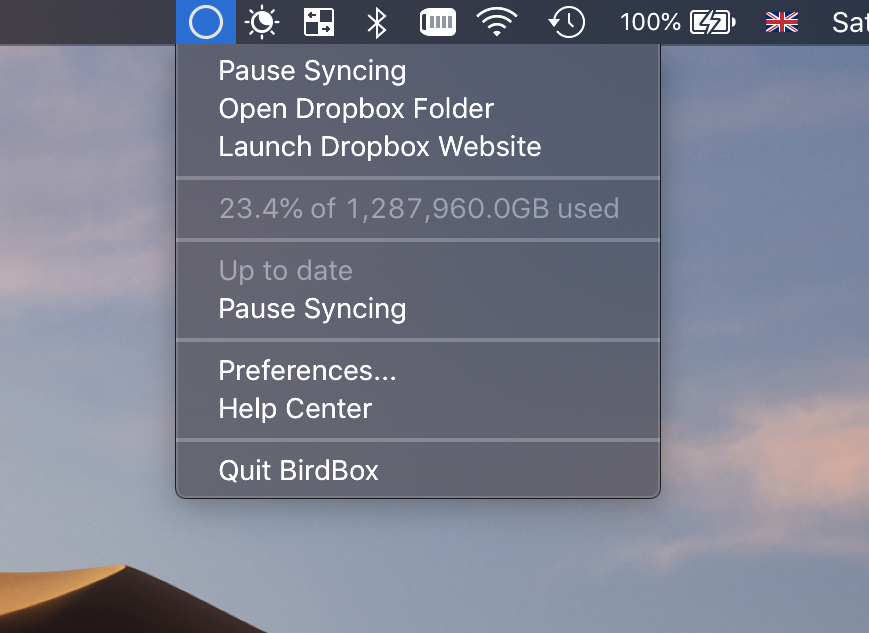 100%
Sat
Pause Syncing
Open Dropbox Folder
Launch Dropbox Website
23.4% of 1,287,960.0GB used
Up to date
Pause Syncing
Preferences...
Help Center
Quit BirdBox